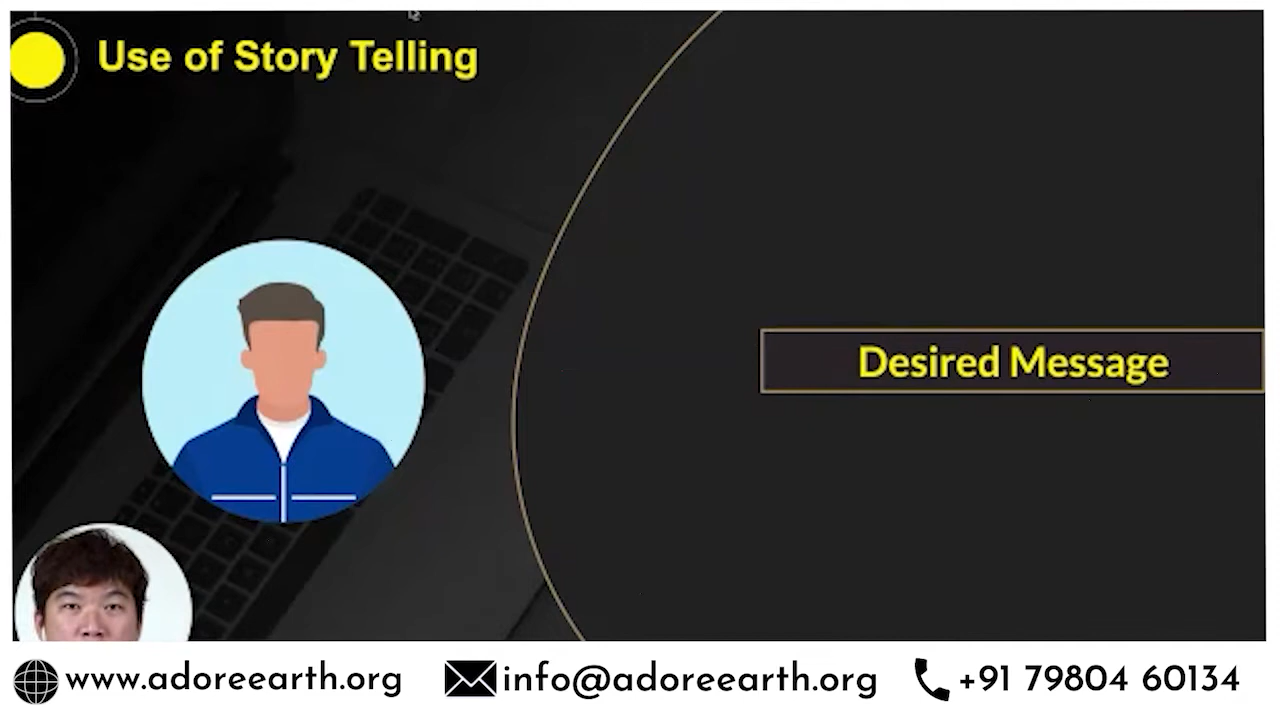 Use of Story Telling
Desired Message
www.adoreearth.org
info@adoreearth.org
+91 79804 60134